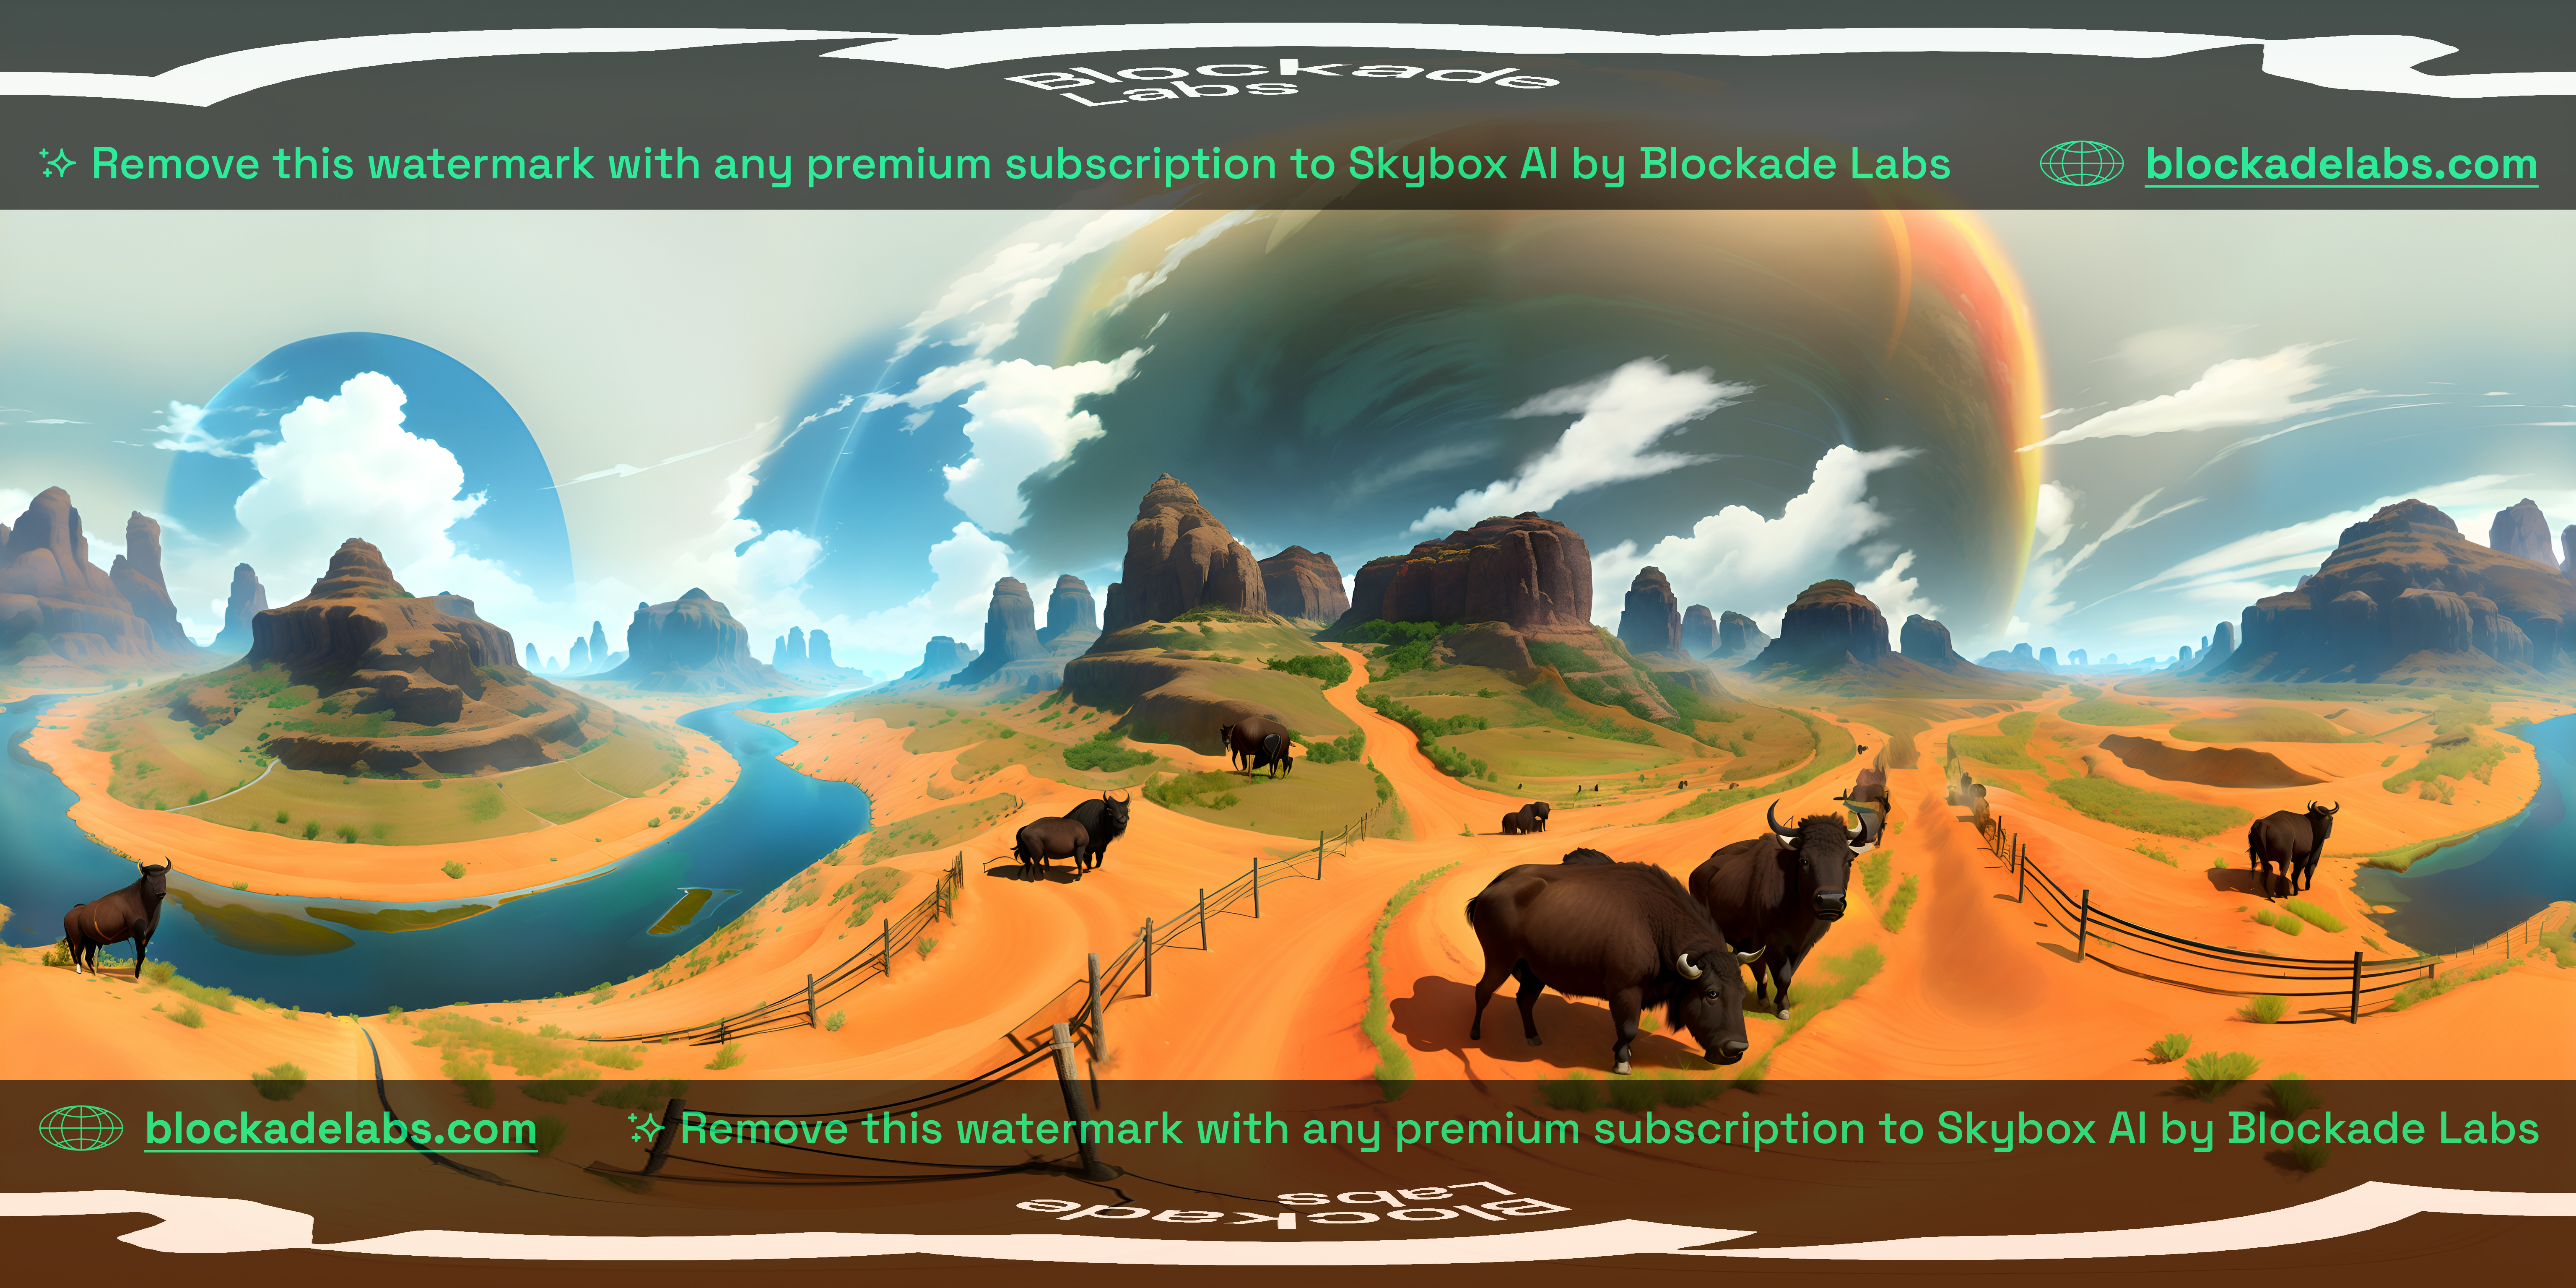 Blockade
Labs
Remove this watermark with any premium subscription to Skybox AI by Blockade Labs
blockadelabs.com
blockadelabs.com
Remove this watermark with any premium subscription to Skybox AI by Blockade Labs
Labs
Blockade